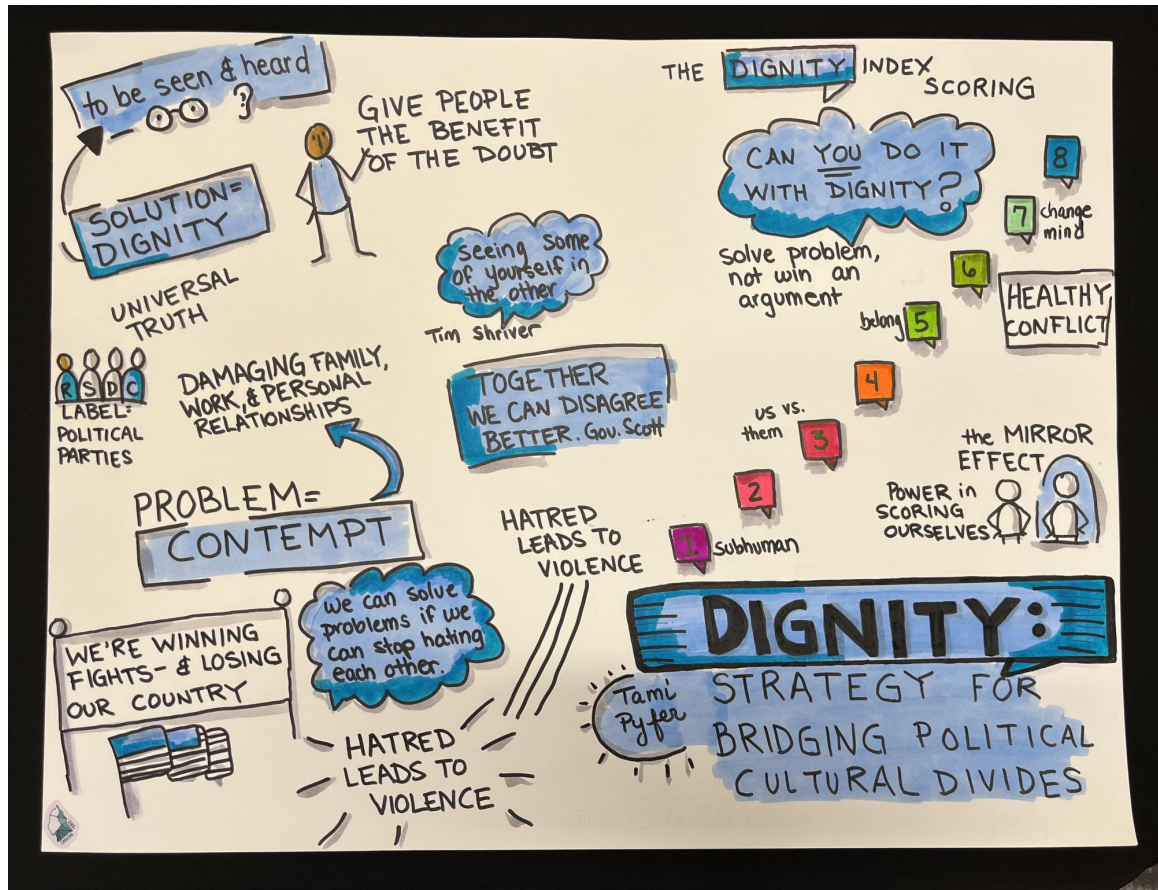 to be seen & heard
?
SOLUTION=
DIGNITY
GIVE PEOPLE
THE BENEFIT
OF THE DOUBT
UNIVERSAL
TRUTH
R S D C
LABEL:
POLITICAL
PARTIES
DAMAGING FAMILY,
WORK, & PERSONAL
RELATIONSHIPS
PROBLEM=
CONTEMPT
WE'RE WINNING
FIGHTS- & LOSING
OUR COUNTRY
we can solve
problems if we
can stop hating
each other.
HATRED
LEADS TO
VIOLENCE
HATRED
LEADS TO
VIOLENCE
seeing some
of yourself in
the other
Tim Shriver
TOGETHER
WE CAN DISAGREE
BETTER. Gov. Scott
THE DIGNITY INDEX
SCORING
CAN YOU DO IT
WITH DIGNITY?
solve problem,
not win an
argument
8
7 change
mind
6
HEALTHY
CONFLICT
belong 5
4
us vs.
them 3
2
1 subhuman
the MIRROR
EFFECT
POWER in
SCORING
OURSELVES
DIGNITY:
Tami
Pyfer
STRATEGY FOR
BRIDGING POLITICAL
CULTURAL DIVIDES